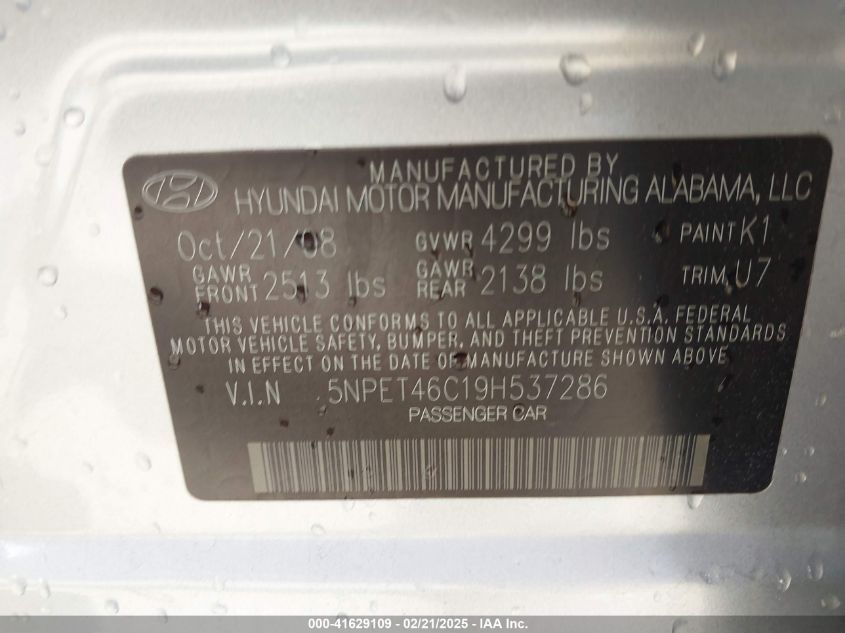 MANUFACTURED BY
HYUNDAI MOTOR MANUFACTURING ALABAMA, LLC
Oct/21/08 GVWR 4299 lbs PAINT K1
GAWR FRONT 2513 lbs GAWR REAR 2138 lbs TRIM U7
THIS VEHICLE CONFORMS TO ALL APPLICABLE U.S.A. FEDERAL
MOTOR VEHICLE SAFETY, BUMPER, AND THEFT PREVENTION STANDARDS
IN EFFECT ON THE DATE OF MANUFACTURE SHOWN ABOVE.
V.I.N 5NPET46C19H537286
PASSENGER CAR
000-41629109 - 02/21/2025 - IAA Inc.